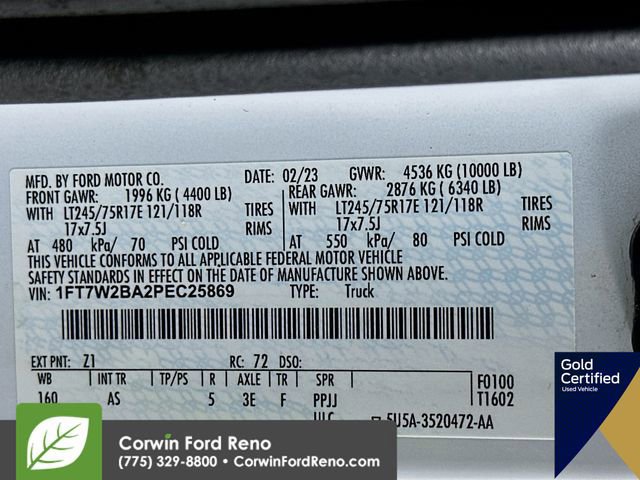 MFD. BY FORD MOTOR CO.
DATE: 02/23 GVWR: 4536 KG (10000 LB)
FRONT GAWR: 1996 KG ( 4400 LB) REAR GAWR: 2876 KG ( 6340 LB)
WITH LT245/75R17E 121/118R TIRES WITH LT245/75R17E 121/118R TIRES
17x7.5J RIMS 17x7.5J RIMS
AT 480 kPa/ 70 PSI COLD AT 550 kPa/ 80 PSI COLD
THIS VEHICLE CONFORMS TO ALL APPLICABLE FEDERAL MOTOR VEHICLE
SAFETY STANDARDS IN EFFECT ON THE DATE OF MANUFACTURE SHOWN ABOVE.
VIN: 1FT7W2BA2PEC25869 TYPE: Truck
EXT PNT: Z1 RC: 72 DSO:
WB INT TR TP/PS R AXLE TR SPR F0100
160 AS 5 3E F PPJJ T1602
5U5A-3520472-AA
Gold
Certified
Used Vehicle
Corwin Ford Reno
(775) 329-8800 • CorwinFordReno.com